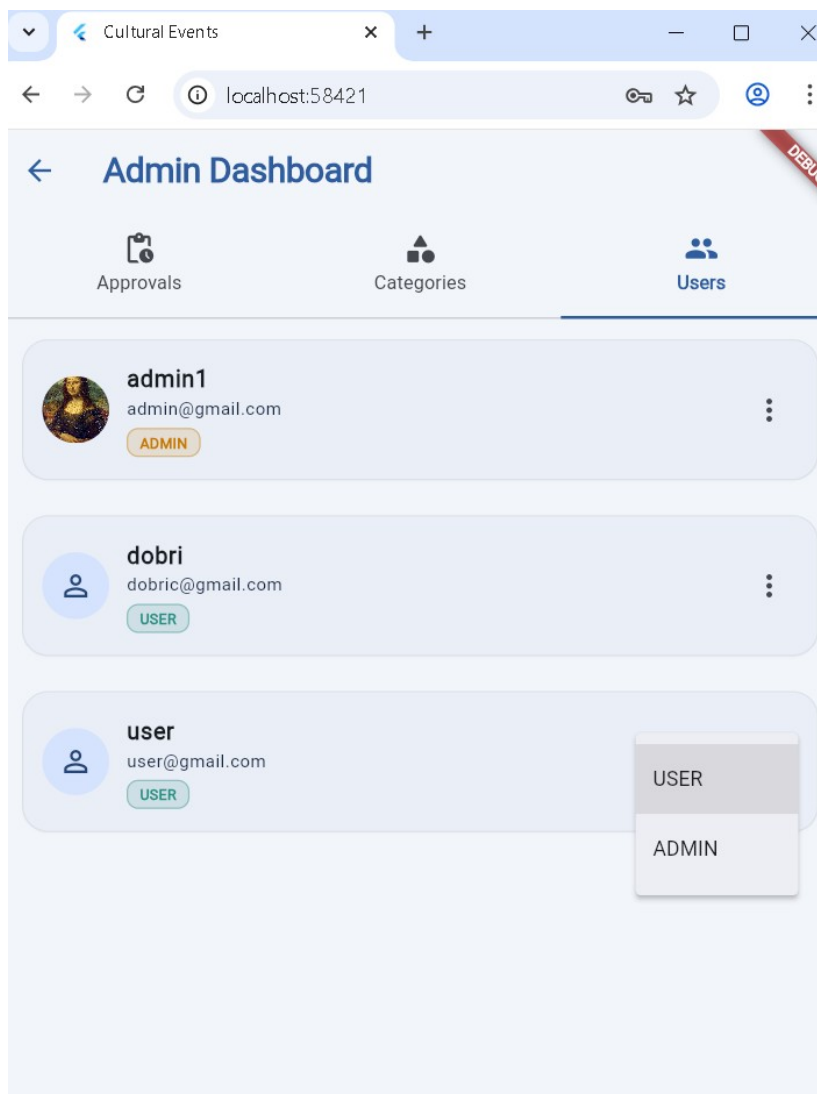 Cultural Events
localhost:58421
Admin Dashboard
Approvals
Categories
Users
admin1
admin@gmail.com
ADMIN
dobri
dobric@gmail.com
USER
user
user@gmail.com
USER
USER
ADMIN